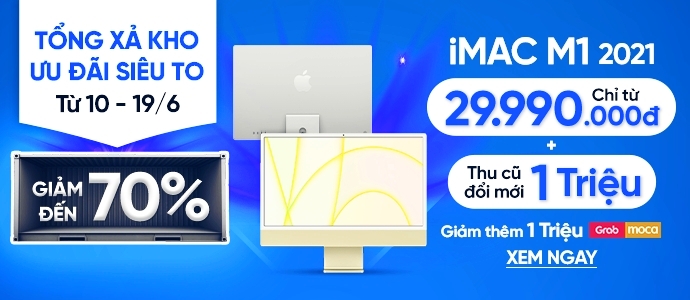 TỔNG XẢ KHO
ƯU ĐÃI SIÊU TO
Từ 10 - 19/6
GIẢM ĐẾN
70%
iMAC M1 2021
Chỉ từ
29.990.000đ
+
Thu cũ
đổi mới
1 Triệu
Giảm thêm 1 Triệu Grab moca
XEM NGAY